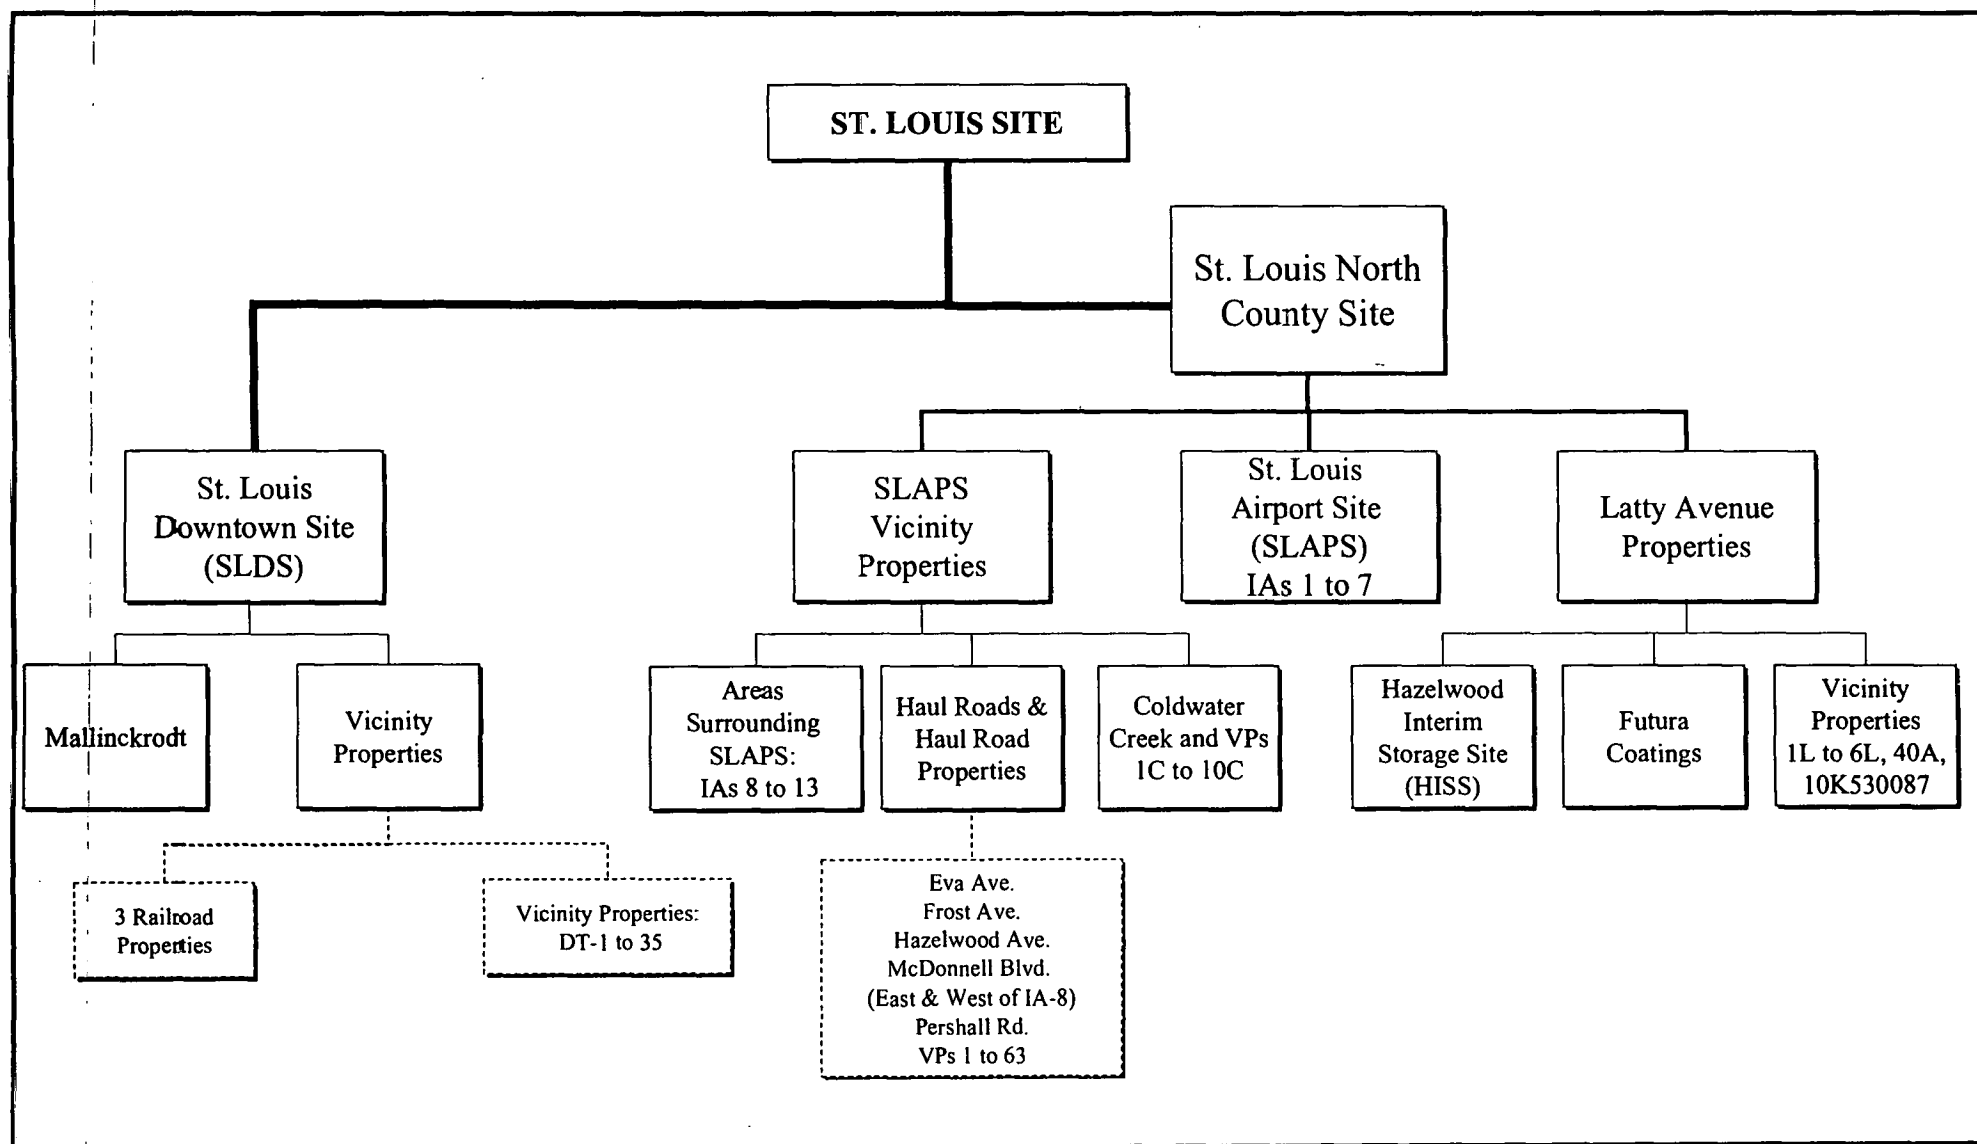 ST. LOUIS SITE
St. Louis North
County Site
St. Louis
Downtown Site
(SLDS)
SLAPS
Vicinity
Properties
St. Louis
Airport Site
(SLAPS)
IAs 1 to 7
Latty Avenue
Properties
Mallinckrodt
Vicinity
Properties
Areas
Surrounding
SLAPS:
IAs 8 to 13
Haul Roads &
Haul Road
Properties
Coldwater
Creek and VPs
1C to 10C
Hazelwood
Interim
Storage Site
(HISS)
Futura
Coatings
Vicinity
Properties
1L to 6L, 40A,
10K530087
3 Railroad
Properties
Vicinity Properties:
DT-1 to 35
Eva Ave.
Frost Ave.
Hazelwood Ave.
McDonnell Blvd.
(East & West of IA-8)
Pershall Rd.
VPs 1 to 63